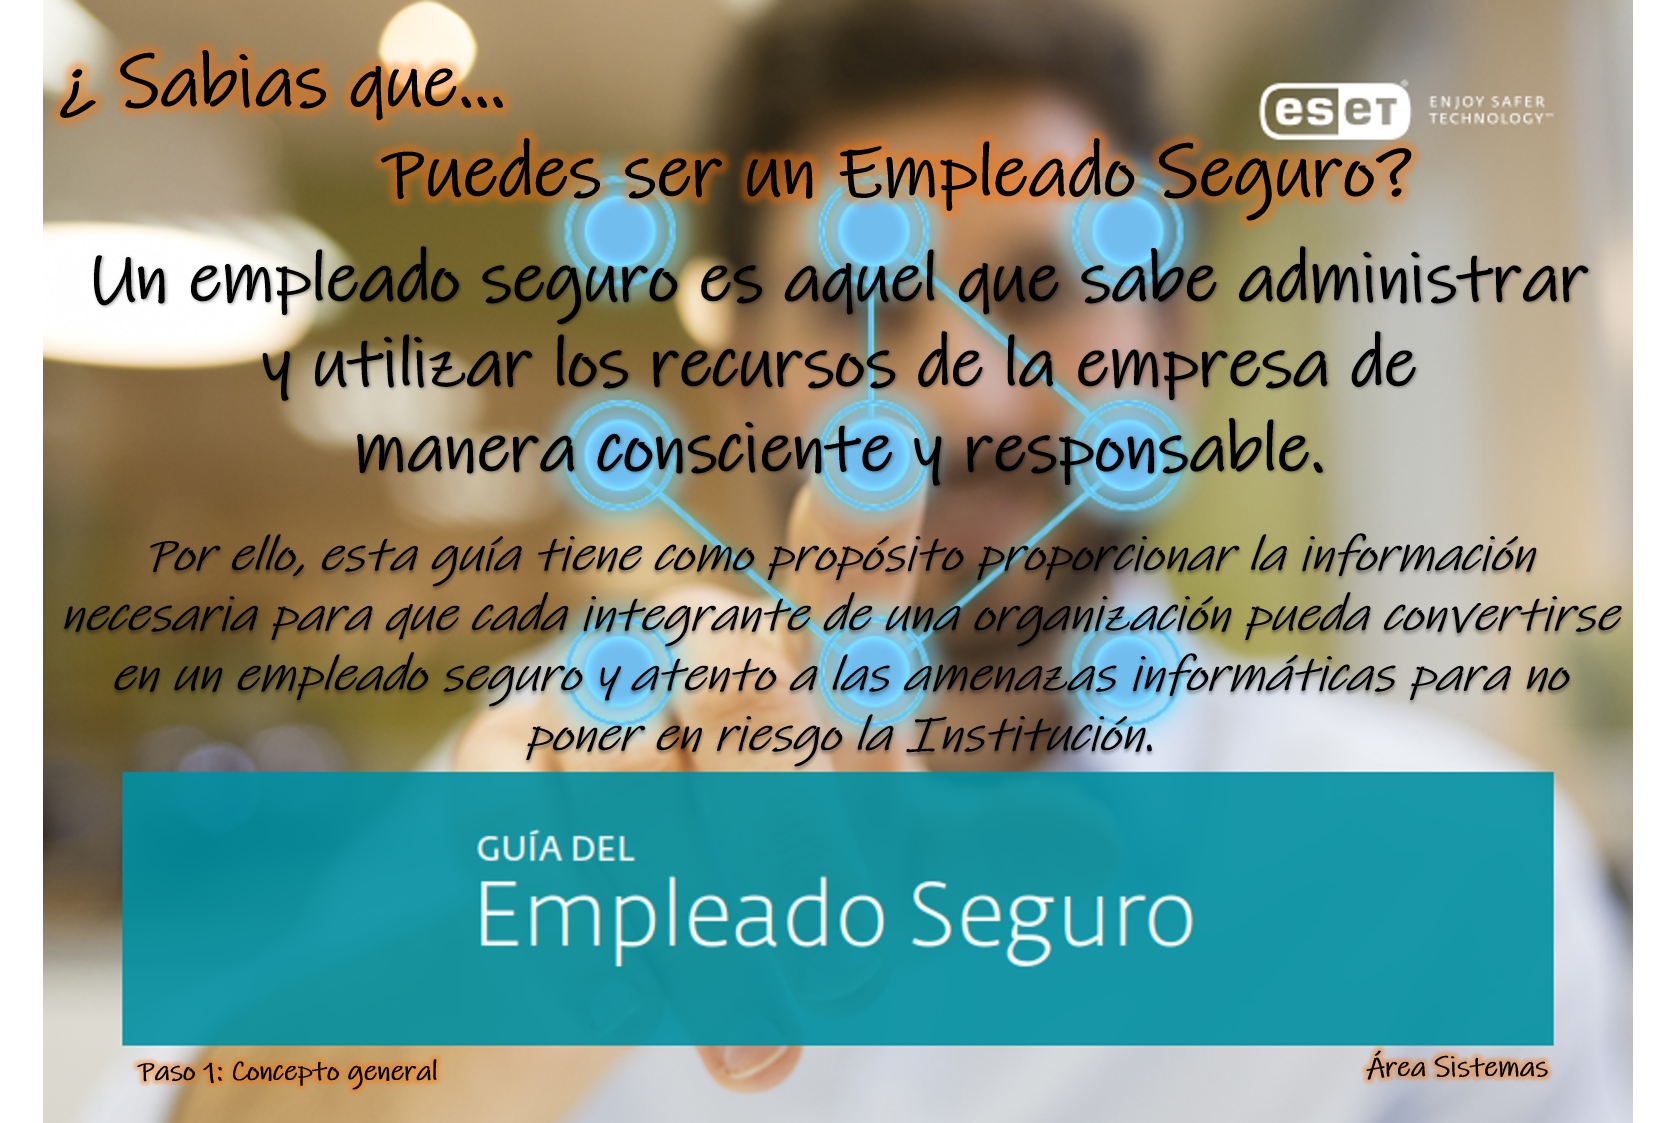 ¿ Sabias que...
eseT® ENJOY SAFER
TECHNOLOGY™
Puedes ser un Empleado Seguro?
Un empleado seguro es aquel que sabe administrar
y utilizar los recursos de la empresa de
manera consciente y responsable.
Por ello, esta guía tiene como propósito proporcionar la información
necesaria para que cada integrante de una organización pueda convertirse
en un empleado seguro y atento a las amenazas informáticas para no
poner en riesgo la Institución.
GUÍA DEL
Empleado Seguro
Paso 1: Concepto general
Área Sistemas